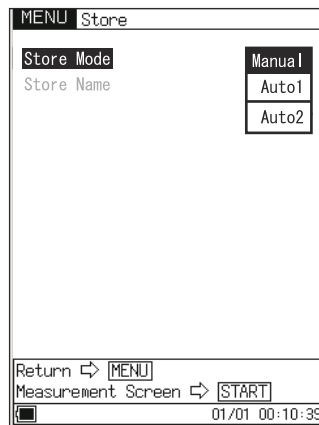 MENU Store
Store Mode Manual
Store Name Auto1
Auto2
Return ⇨ MENU
Measurement Screen ⇨ START
01/01 00:10:39